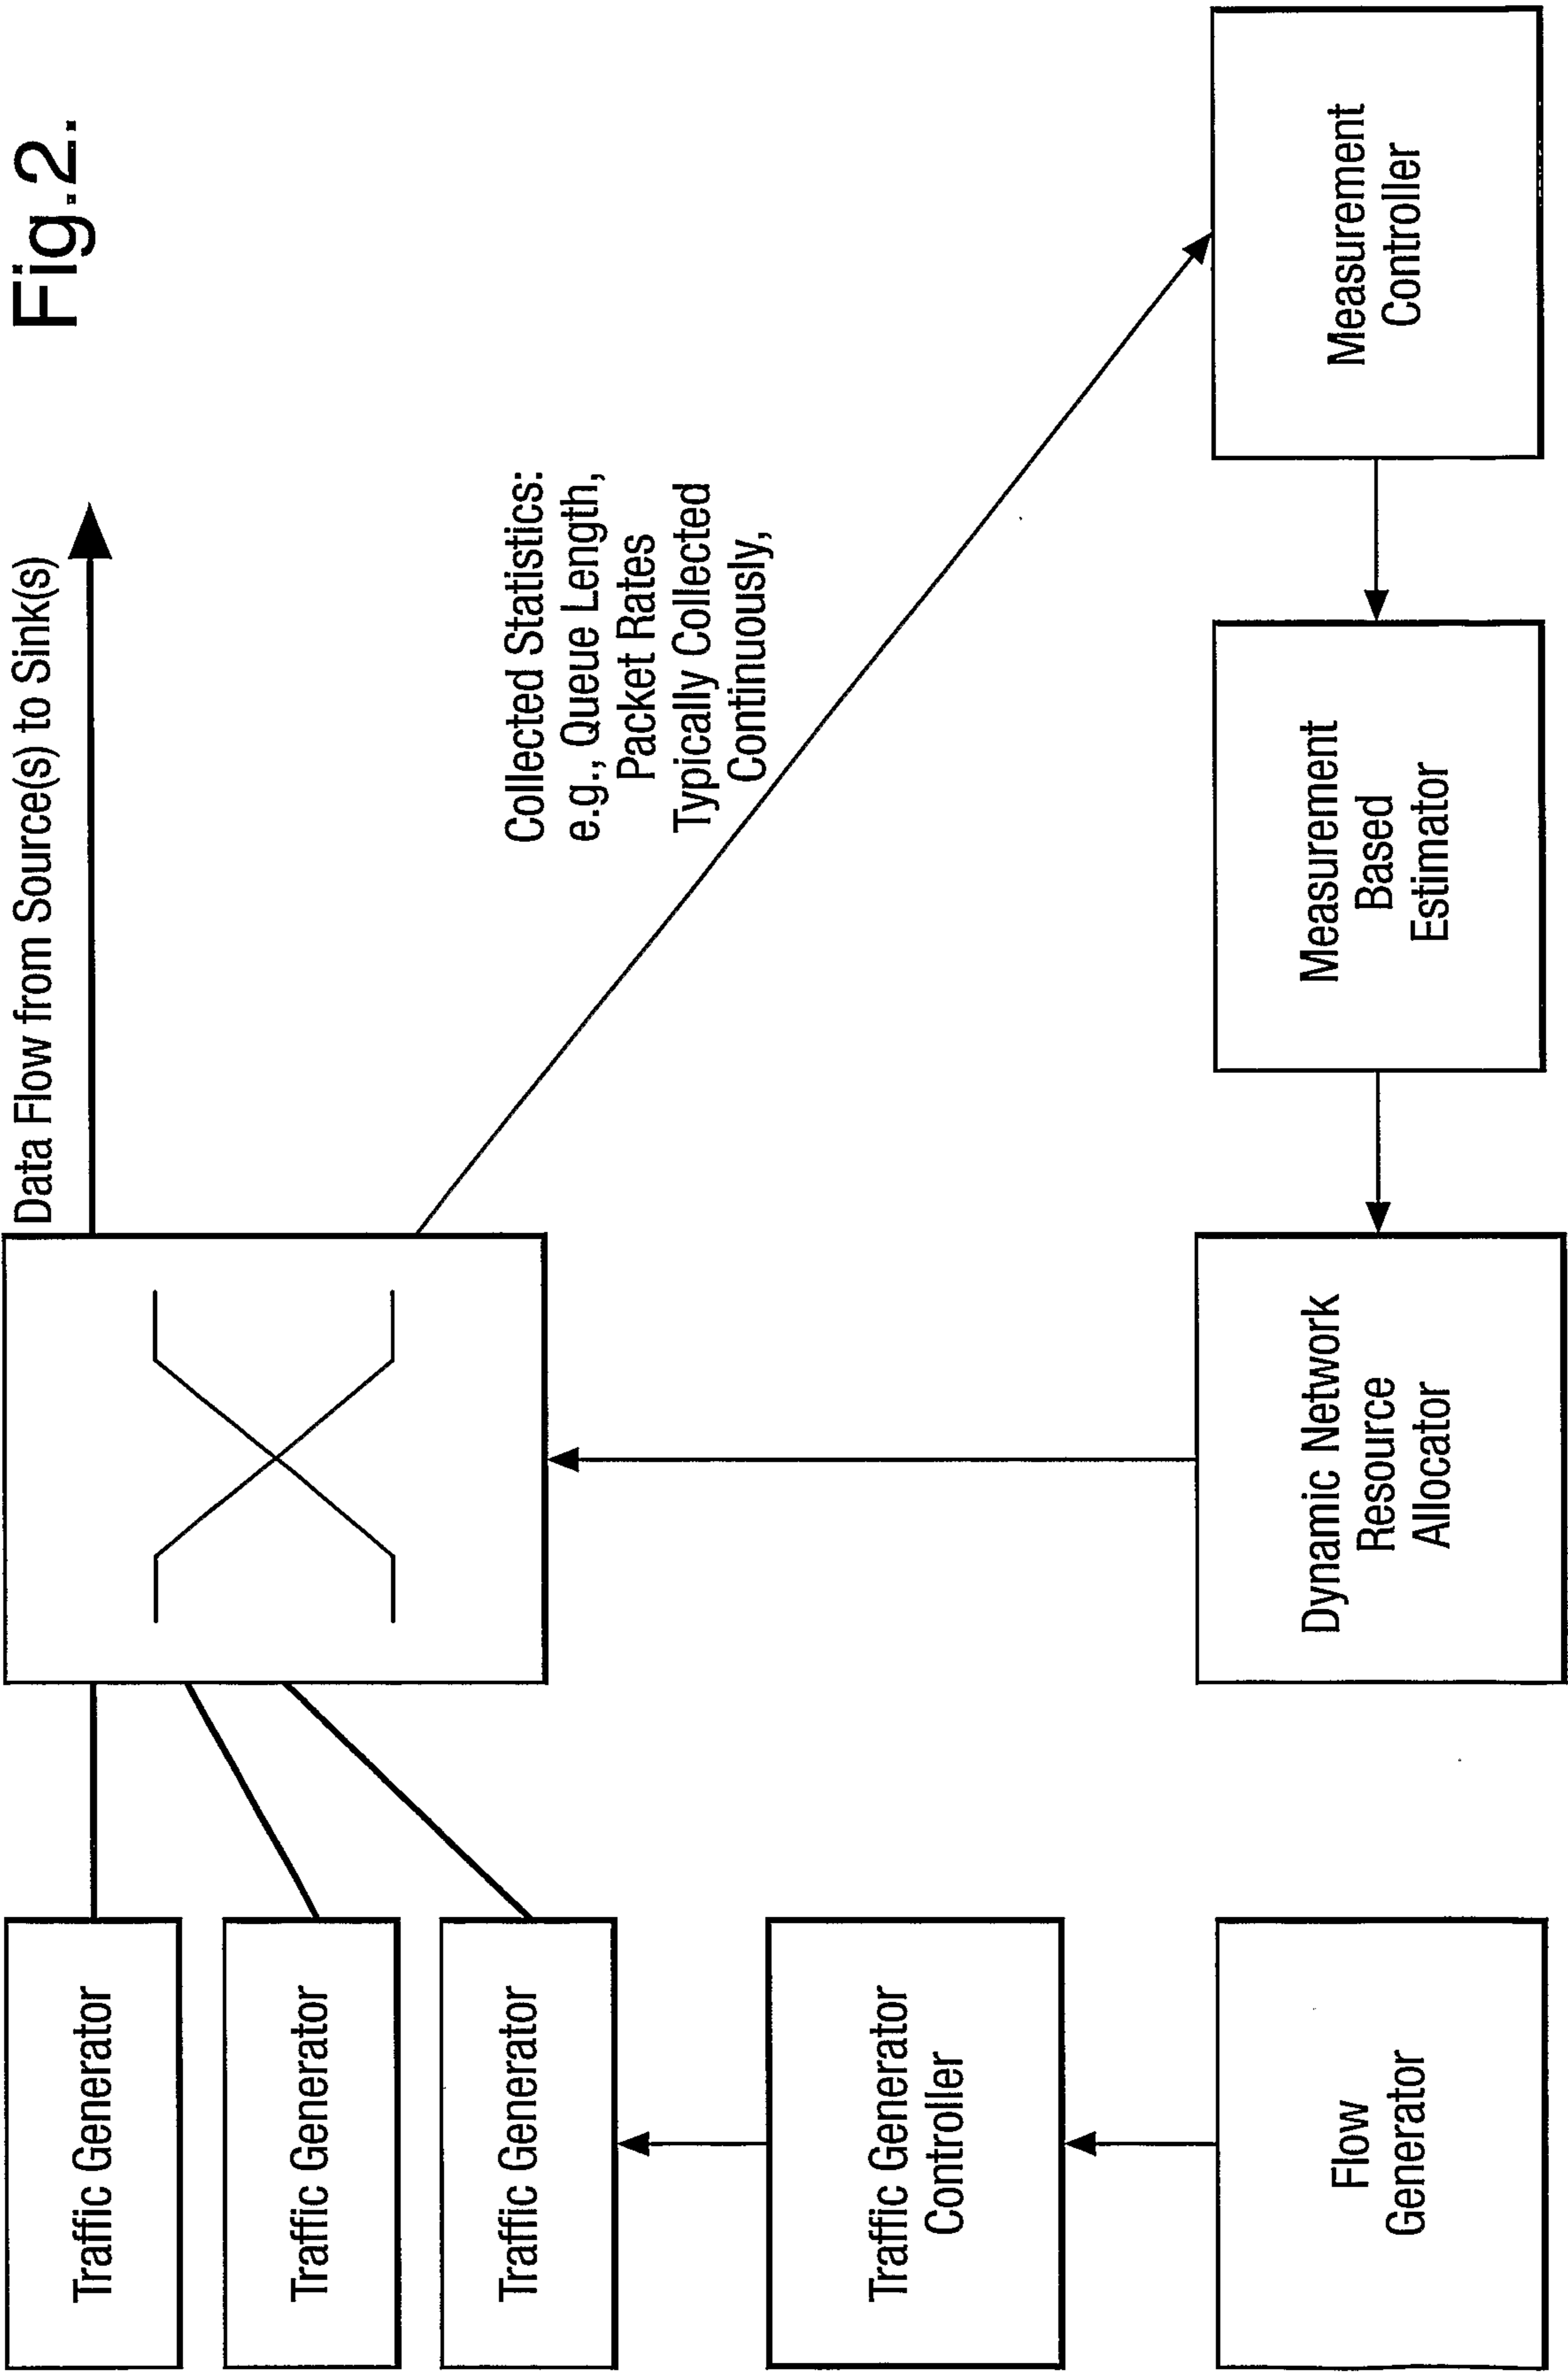 Fig.2.
Data Flow from Source(s) to Sink(s)
Traffic Generator
Traffic Generator
Traffic Generator
Collected Statistics:
e.g., Queue Length,
Packet Rates
Typically Collected
Continuously,
Traffic Generator
Controller
Flow
Generator
Dynamic Network
Resource
Allocator
Measurement
Based
Estimator
Measurement
Controller